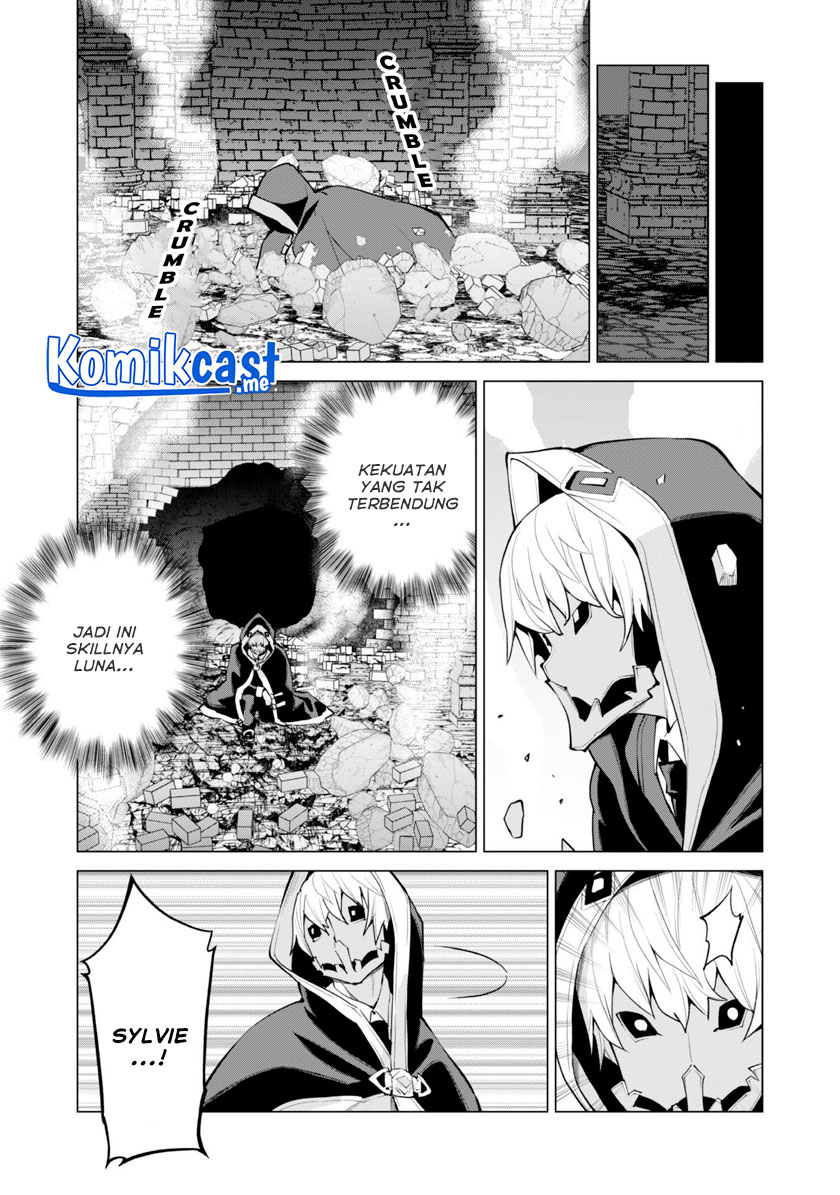 CRUMBLE
CRUMBLE
Komikcast
.me
KEKUATAN
YANG TAK
TERBENDUNG
...
JADI INI
SKILLNYA
LUNA...
SYLVIE
...!